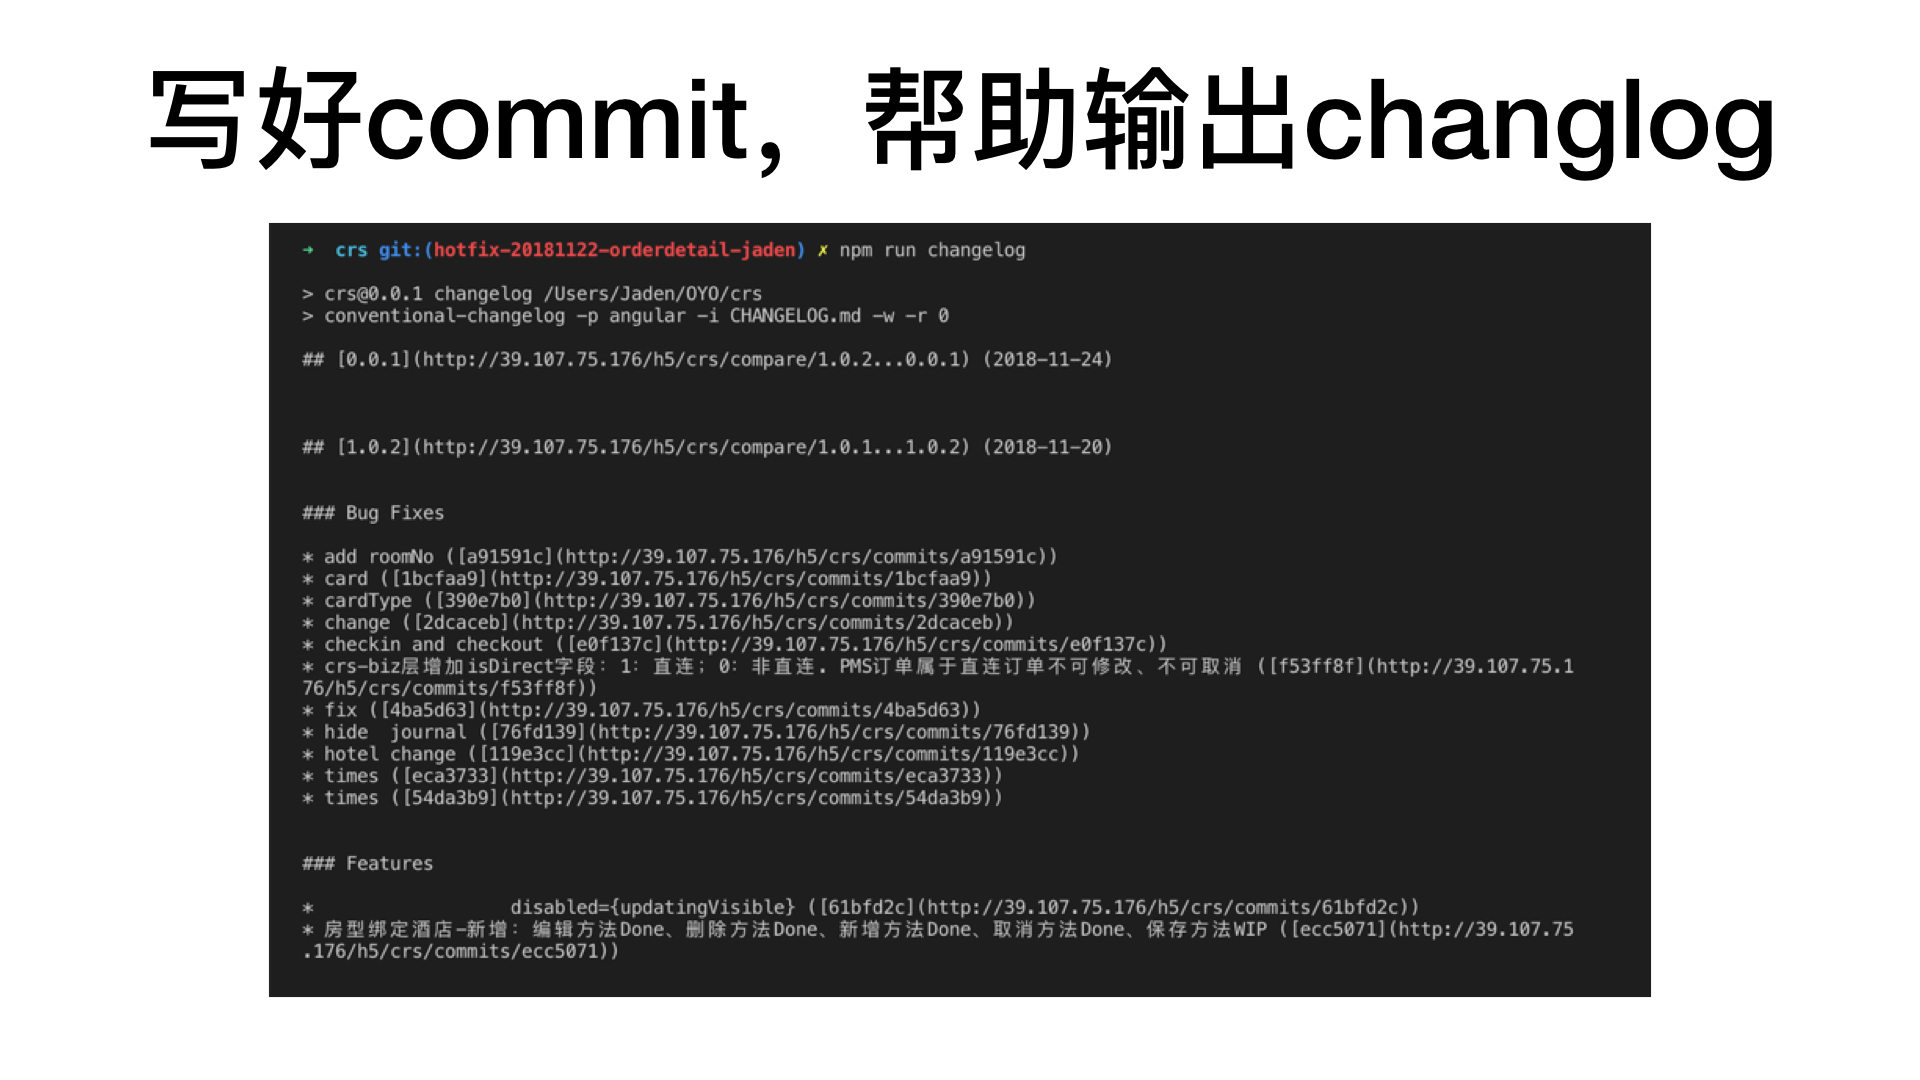 写好commit，帮助输出changlog
➜ crs git:(hotfix-20181122-orderdetail-jaden) ✗ npm run changelog
> crs@0.0.1 changelog /Users/Jaden/OYO/crs
> conventional-changelog -p angular -i CHANGELOG.md -w -r 0
## [0.0.1](http://39.107.75.176/h5/crs/compare/1.0.2...0.0.1) (2018-11-24)
## [1.0.2](http://39.107.75.176/h5/crs/compare/1.0.1...1.0.2) (2018-11-20)
### Bug Fixes
* add roomNo ([a91591c](http://39.107.75.176/h5/crs/commits/a91591c))
* card ([1bcfaa9](http://39.107.75.176/h5/crs/commits/1bcfaa9))
* cardType ([390e7b0](http://39.107.75.176/h5/crs/commits/390e7b0))
* change ([2dcaceb](http://39.107.75.176/h5/crs/commits/2dcaceb))
* checkin and checkout ([e0f137c](http://39.107.75.176/h5/crs/commits/e0f137c))
* crs-biz层增加isDirect字段：1：直连；0：非直连. PMS订单属于直连订单不可修改、不可取消 ([f53ff8f](http://39.107.75.1
76/h5/crs/commits/f53ff8f))
* fix ([4ba5d63](http://39.107.75.176/h5/crs/commits/4ba5d63))
* hide  journal ([76fd139](http://39.107.75.176/h5/crs/commits/76fd139))
* hotel change ([119e3cc](http://39.107.75.176/h5/crs/commits/119e3cc))
* times ([eca3733](http://39.107.75.176/h5/crs/commits/eca3733))
* times ([54da3b9](http://39.107.75.176/h5/crs/commits/54da3b9))
### Features
*                  disabled={updatingVisible} ([61bfd2c](http://39.107.75.176/h5/crs/commits/61bfd2c))
* 房型绑定酒店-新增：编辑方法Done、删除方法Done、新增方法Done、取消方法Done、保存方法WIP ([ecc5071](http://39.107.75
.176/h5/crs/commits/ecc5071))